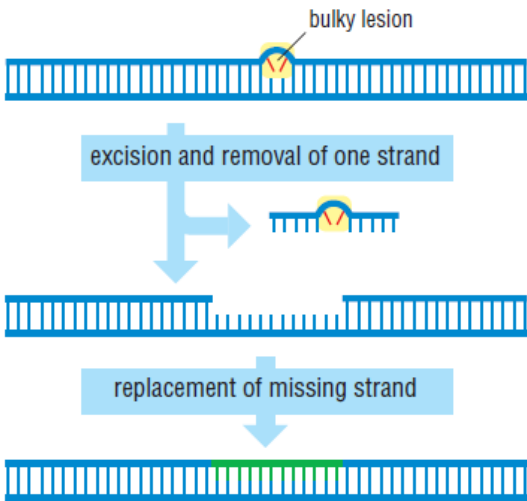 bulky lesion
excision and removal of one strand
replacement of missing strand